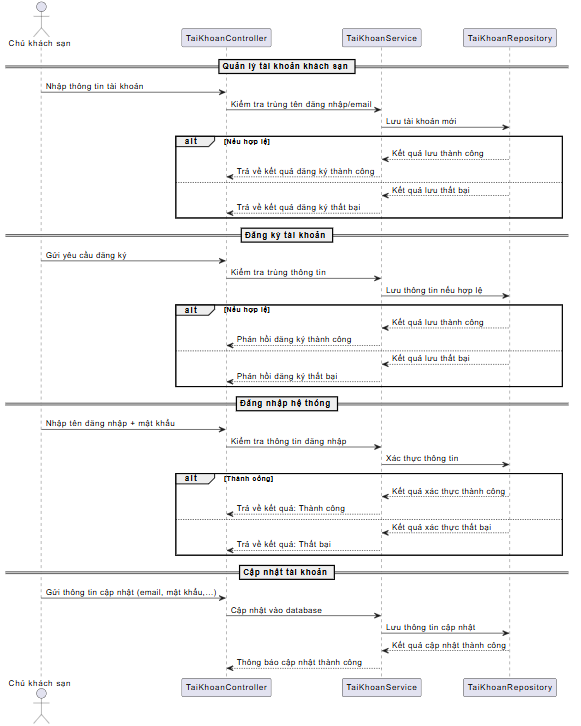 Chủ khách sạn
TaiKhoanController
TaiKhoanService
TaiKhoanRepository
Quản lý tài khoản khách sạn
Nhập thông tin tài khoản
Kiểm tra trùng tên đăng nhập/email
Lưu tài khoản mới
alt [Nếu hợp lệ]
Kết quả lưu thành công
Trả về kết quả đăng ký thành công
Kết quả lưu thất bại
Trả về kết quả đăng ký thất bại
Đăng ký tài khoản
Gửi yêu cầu đăng ký
Kiểm tra trùng thông tin
Lưu thông tin nếu hợp lệ
alt [Nếu hợp lệ]
Kết quả lưu thành công
Phản hồi đăng ký thành công
Kết quả lưu thất bại
Phản hồi đăng ký thất bại
Đăng nhập hệ thống
Nhập tên đăng nhập + mật khẩu
Kiểm tra thông tin đăng nhập
Xác thực thông tin
alt [Thành công]
Kết quả xác thực thành công
Trả về kết quả: Thành công
Kết quả xác thực thất bại
Trả về kết quả: Thất bại
Cập nhật tài khoản
Gửi thông tin cập nhật (email, mật khẩu,...)
Cập nhật vào database
Lưu thông tin cập nhật
Kết quả cập nhật thành công
Thông báo cập nhật thành công
Chủ khách sạn
TaiKhoanController
TaiKhoanService
TaiKhoanRepository